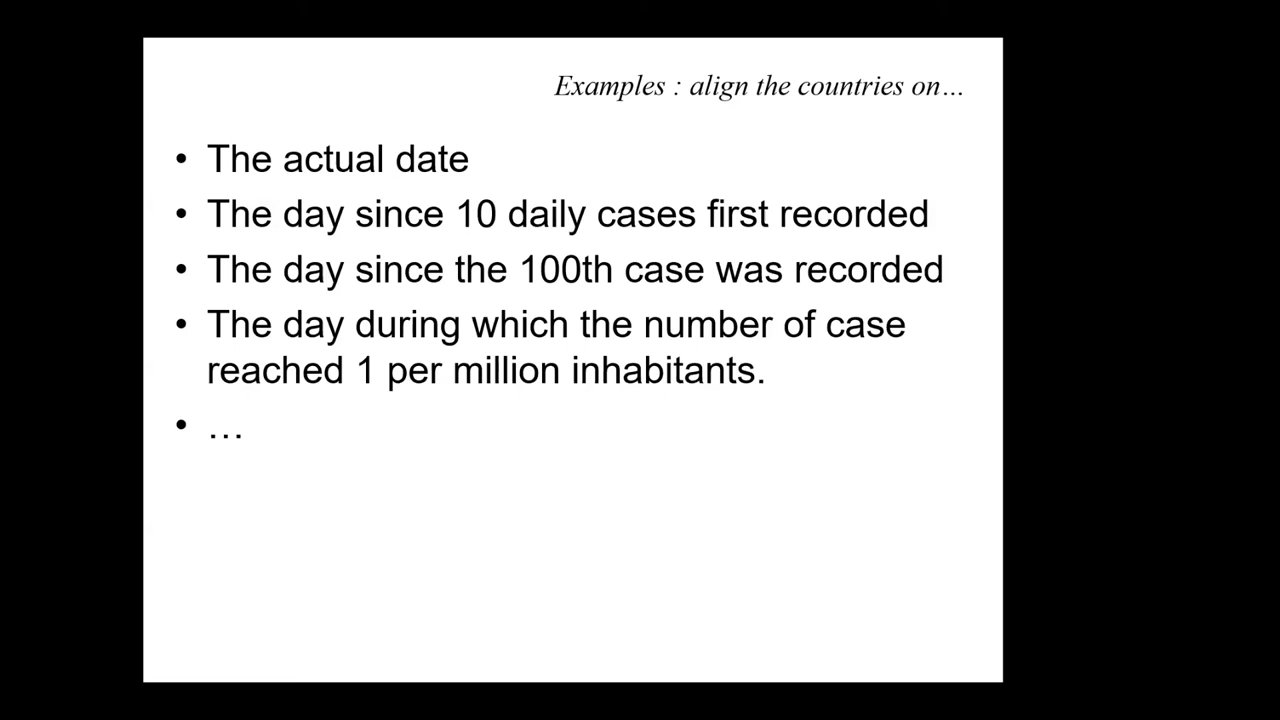 Examples : align the countries on…
• The actual date
• The day since 10 daily cases first recorded
• The day since the 100th case was recorded
• The day during which the number of case
reached 1 per million inhabitants.
• …